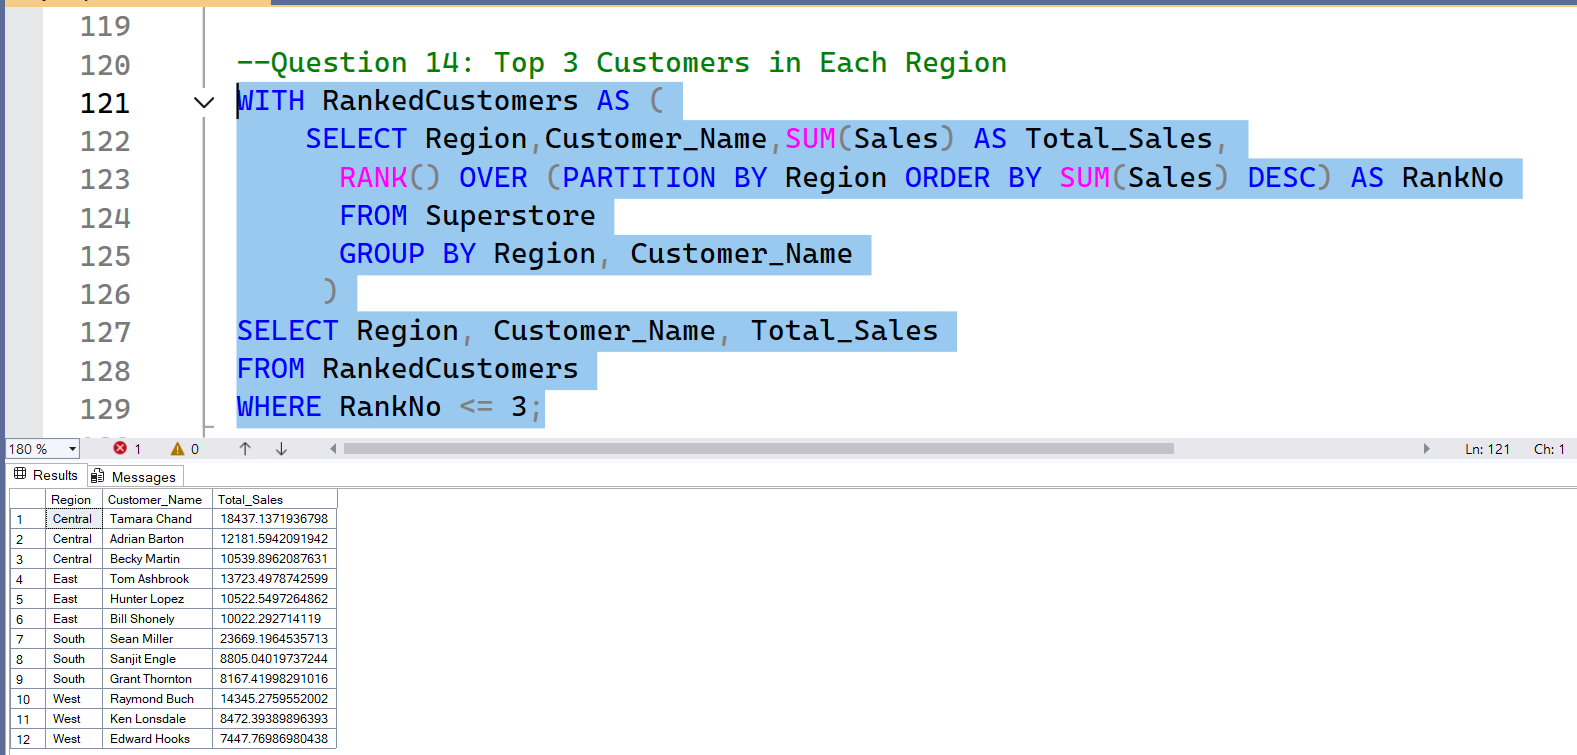 119
120 --Question 14: Top 3 Customers in Each Region
121 WITH RankedCustomers AS (
122 SELECT Region,Customer_Name,SUM(Sales) AS Total_Sales,
123 RANK() OVER (PARTITION BY Region ORDER BY SUM(Sales) DESC) AS RankNo
124 FROM Superstore
125 GROUP BY Region, Customer_Name
126 )
127 SELECT Region, Customer_Name, Total_Sales
128 FROM RankedCustomers
129 WHERE RankNo <= 3;
180 % 1 0 Ln: 121 Ch: 1
Results Messages
Region Customer_Name Total_Sales
1 Central Tamara Chand 18437.1371936798
2 Central Adrian Barton 12181.5942091942
3 Central Becky Martin 10539.8962087631
4 East Tom Ashbrook 13723.4978742599
5 East Hunter Lopez 10522.5497264862
6 East Bill Shonely 10022.292714119
7 South Sean Miller 23669.1964535713
8 South Sanjit Engle 8805.04019737244
9 South Grant Thornton 8167.41998291016
10 West Raymond Buch 14345.2759552002
11 West Ken Lonsdale 8472.39389896393
12 West Edward Hooks 7447.76986980438